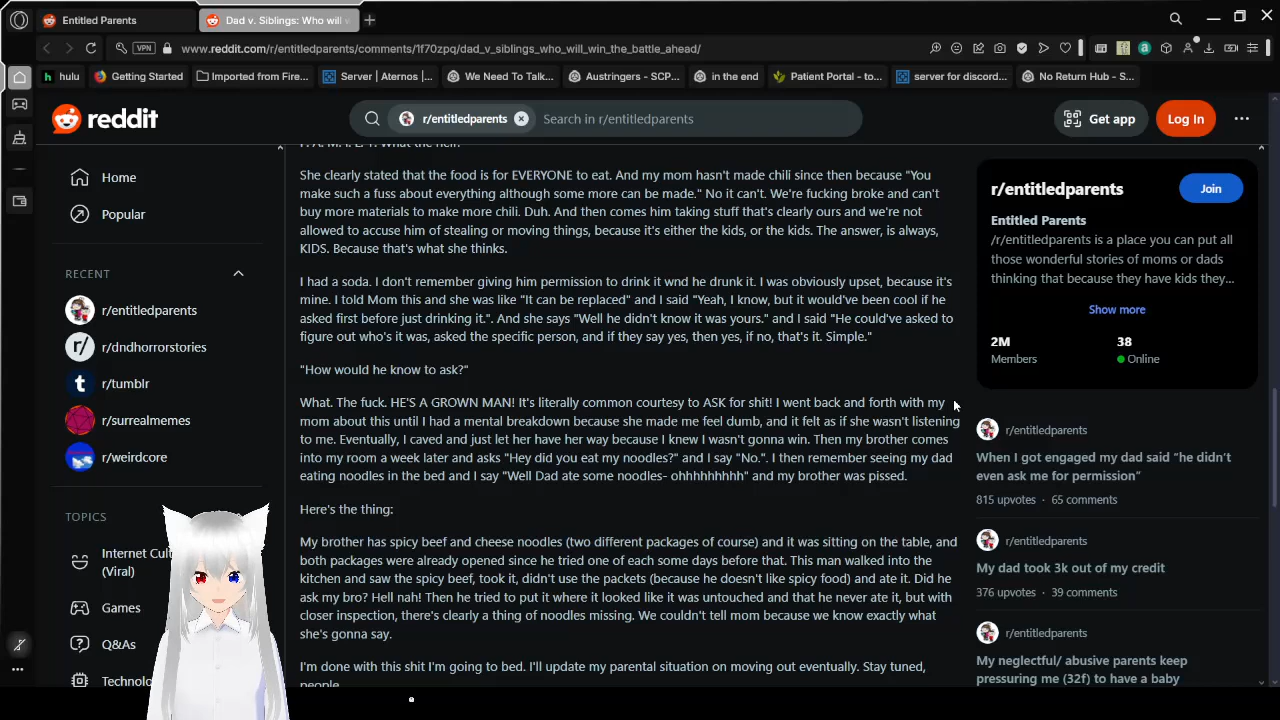 Entitled Parents
Dad v. Siblings: Who will
VPN
www.reddit.com/r/entitledparents/comments/1f70zpq/dad_v_siblings_who_will_win_the_battle_ahead/
hulu
Getting Started
Imported from Fire...
Server | Aternos |...
We Need To Talk...
Austringers - SCP...
in the end
Patient Portal - to...
server for discord...
No Return Hub - S...
reddit
r/entitledparents
Search in r/entitledparents
Get app
Log In
Home
Popular
RECENT
r/entitledparents
r/dndhorrorstories
r/tumblr
r/surrealmemes
r/weirdcore
TOPICS
Internet Cul
(Viral)
Games
Q&As
Technolo
She clearly stated that the food is for EVERYONE to eat. And my mom hasn't made chili since then because "You
make such a fuss about everything although some more can be made." No it can't. We're fucking broke and can't
buy more materials to make more chili. Duh. And then comes him taking stuff that's clearly ours and we're not
allowed to accuse him of stealing or moving things, because it's either the kids, or the kids. The answer, is always,
KIDS. Because that's what she thinks.
I had a soda. I don't remember giving him permission to drink it wnd he drunk it. I was obviously upset, because it's
mine. I told Mom this and she was like "It can be replaced" and I said "Yeah, I know, but it would've been cool if he
asked first before just drinking it.". And she says "Well he didn't know it was yours." and I said "He could've asked to
figure out who's it was, asked the specific person, and if they say yes, then yes, if no, that's it. Simple."
"How would he know to ask?"
What. The fuck. HE'S A GROWN MAN! It's literally common courtesy to ASK for shit! I went back and forth with my
mom about this until I had a mental breakdown because she made me feel dumb, and it felt as if she wasn't listening
to me. Eventually, I caved and just let her have her way because I knew I wasn't gonna win. Then my brother comes
into my room a week later and asks "Hey did you eat my noodles?" and I say "No.". I then remember seeing my dad
eating noodles in the bed and I say "Well Dad ate some noodles- ohhhhhhhhh" and my brother was pissed.
Here's the thing:
My brother has spicy beef and cheese noodles (two different packages of course) and it was sitting on the table, and
both packages were already opened since he tried one of each some days before that. This man walked into the
kitchen and saw the spicy beef, took it, didn't use the packets (because he doesn't like spicy food) and ate it. Did he
ask my bro? Hell nah! Then he tried to put it where it looked like it was untouched and that he never ate it, but with
closer inspection, there's clearly a thing of noodles missing. We couldn't tell mom because we know exactly what
she's gonna say.
I'm done with this shit I'm going to bed. I'll update my parental situation on moving out eventually. Stay tuned,
people
r/entitledparents
Join
Entitled Parents
/r/entitledparents is a place you can put all
those wonderful stories of moms or dads
thinking that because they have kids they...
Show more
2M
38
Members
Online
r/entitledparents
When I got engaged my dad said "he didn't
even ask me for permission"
815 upvotes · 65 comments
r/entitledparents
My dad took 3k out of my credit
376 upvotes · 39 comments
r/entitledparents
My neglectful/ abusive parents keep
pressuring me (32f) to have a baby